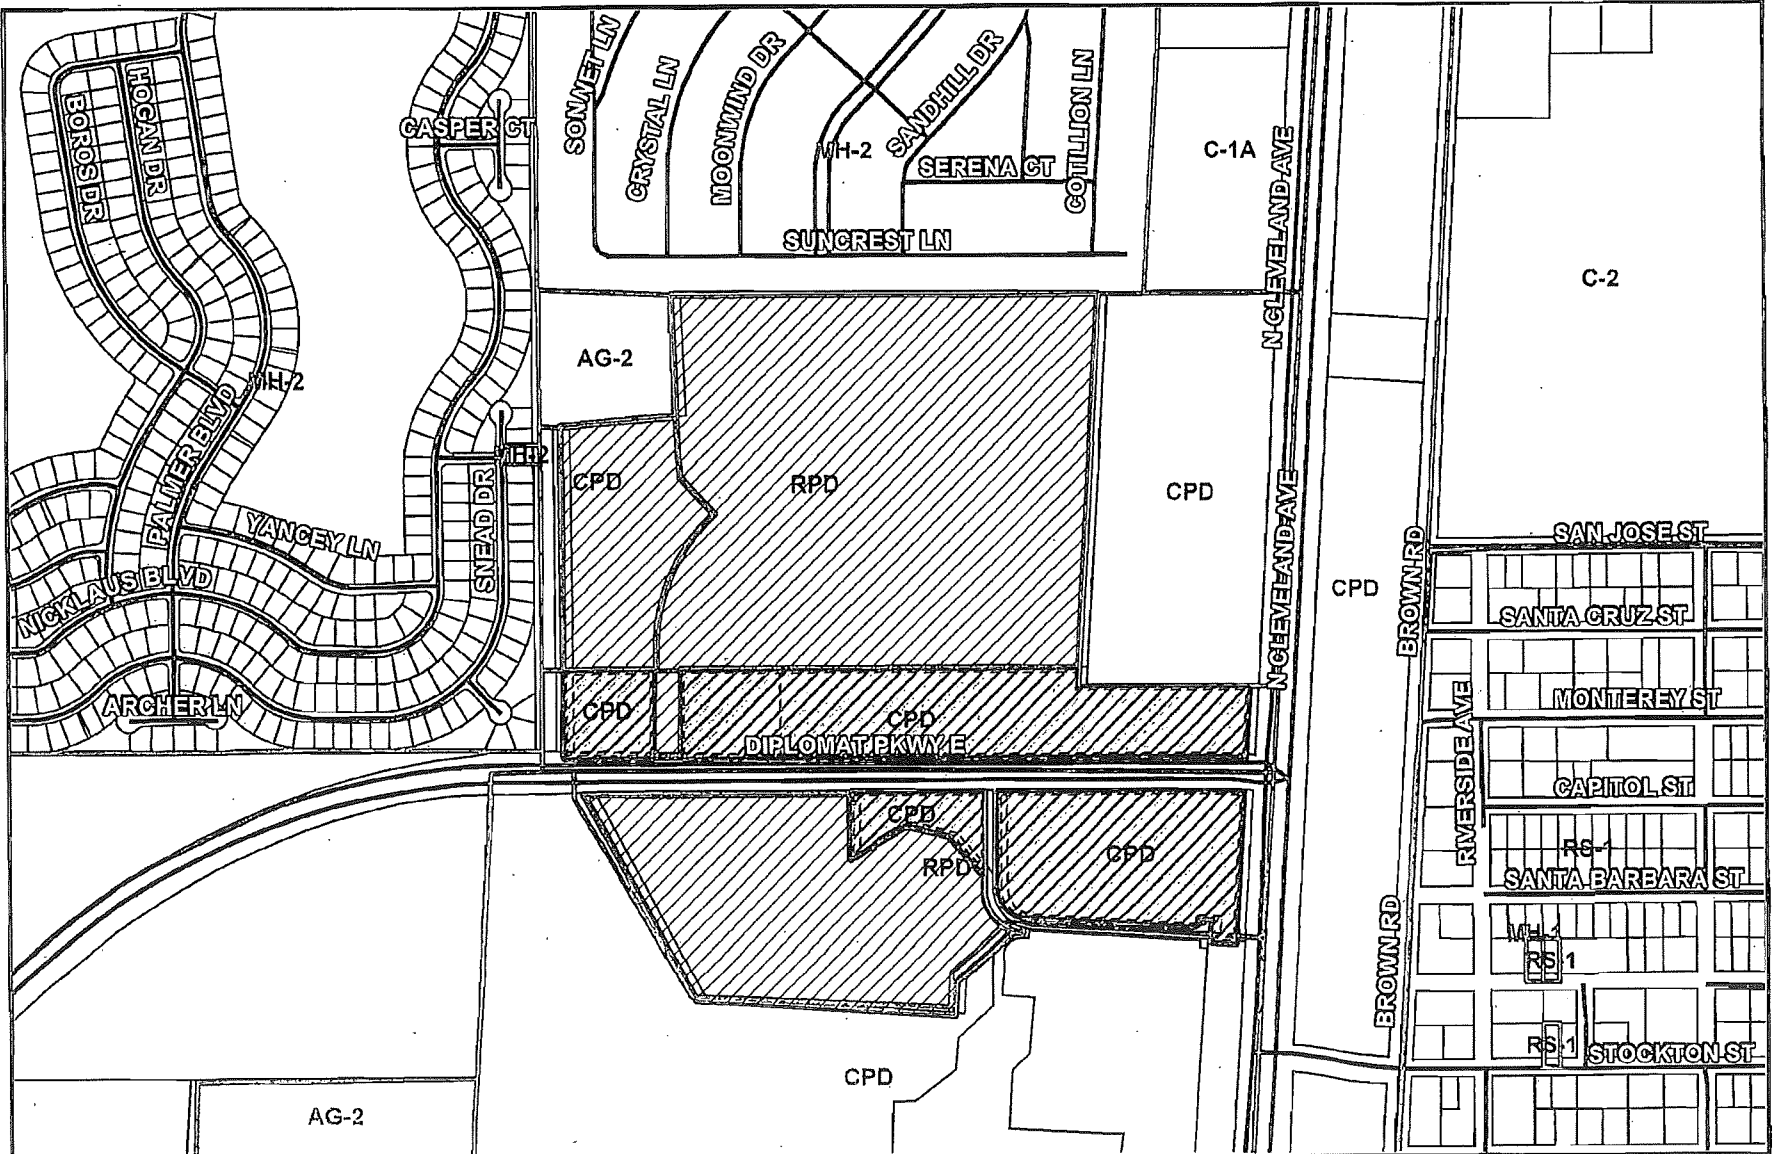 HOGAN DR
BOROS DR
CASPER CT
SONNET LN
CRYSTAL LN
MOONWIND DR
MH-2
SANDHILL DR
SERENA CT
COTILLION LN
SUNCREST LN
C-1A
N CLEVELAND AVE
C-2
AG-2
MH-2
PALMER BLVD
MH-2
SNEAD DR
YANCEY LN
NICKLAUS BLVD
ARCHER LN
CPD
RPD
CPD
N CLEVELAND AVE
CPD
BROWN RD
SAN JOSE ST
SANTA CRUZ ST
MONTEREY ST
RIVERSIDE AVE
CAPITOL ST
RS-1
SANTA BARBARA ST
CPD
CPD
DIPLOMAT PKWY E
CPD
RPD
CPD
BROWN RD
RS-1
RS-1
STOCKTON ST
CPD
AG-2